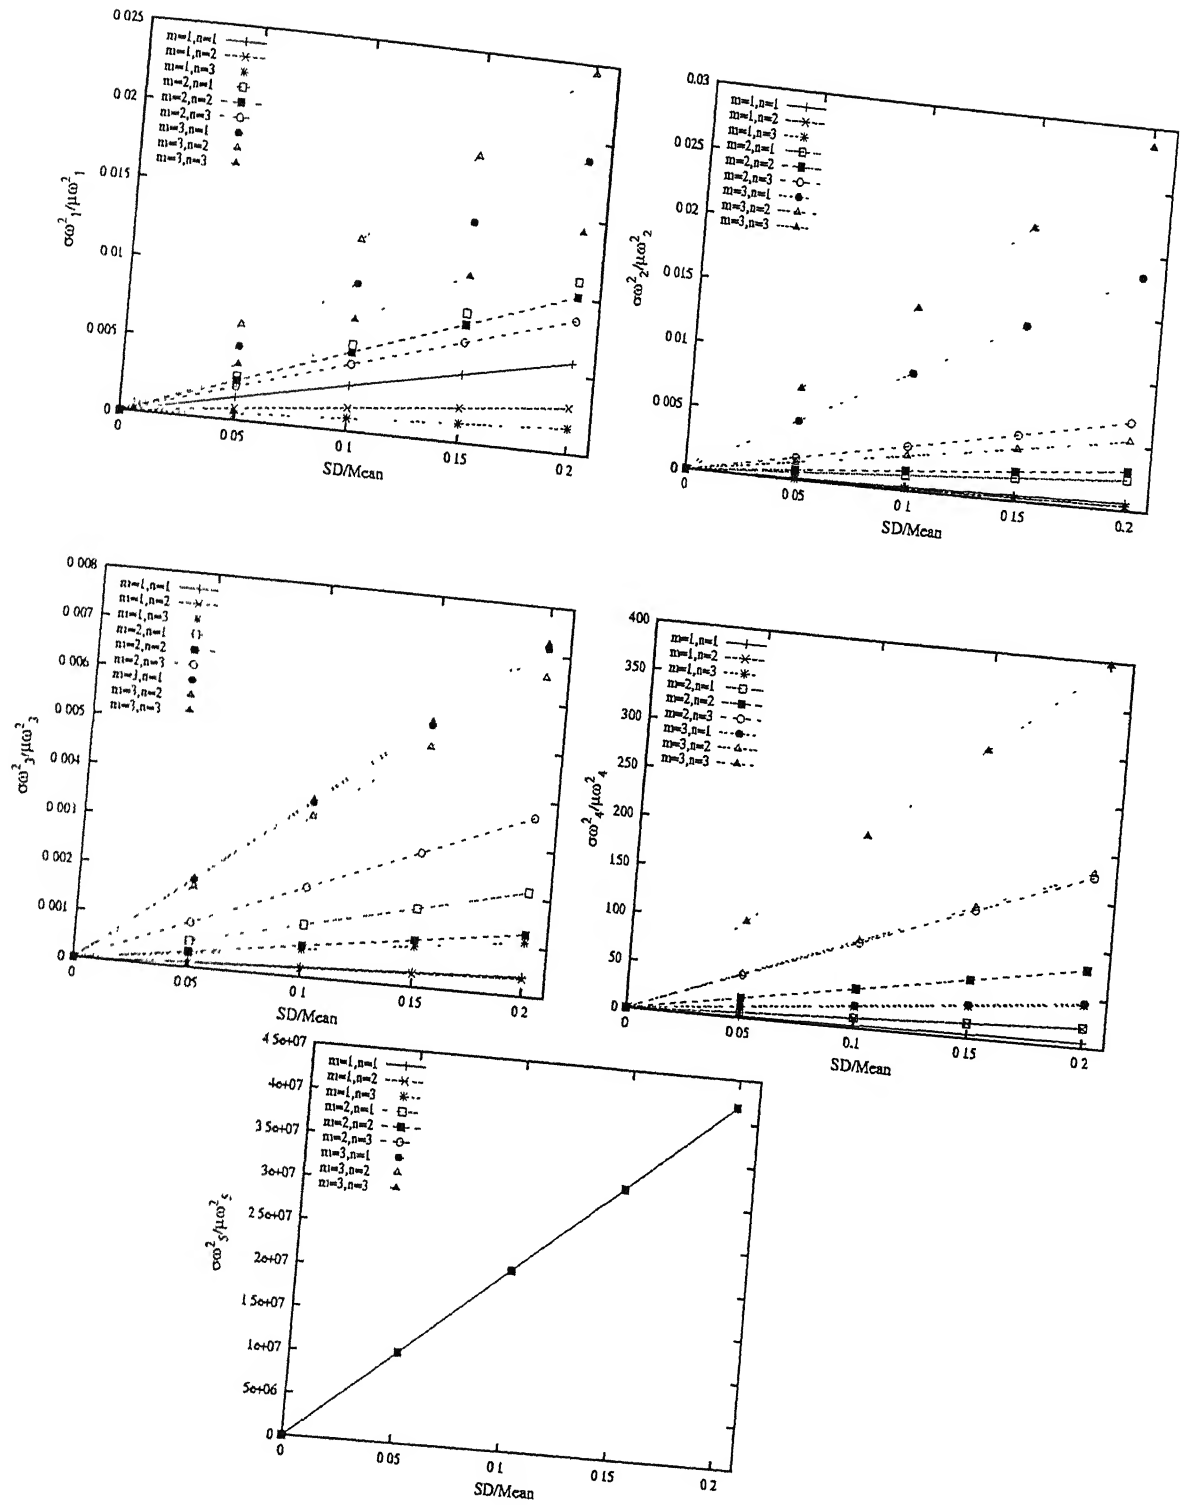 0.025
0 02
0 015
0 01
0 005
0
0
0 05
0 1
0 15
0 2
SD/Mean
σω²₁/μω²₁
m=1,n=1
m=1,n=2
m=1,n=3
m=2,n=1
m=2,n=2
m=2,n=3
m=3,n=1
m=3,n=2
m=3,n=3
0.03
0 025
0 02
0 015
0 01
0 005
0
0
0 05
0 1
0 15
0.2
SD/Mean
σω²₂/μω²₂
m=1,n=1
m=1,n=2
m=1,n=3
m=2,n=1
m=2,n=2
m=2,n=3
m=3,n=1
m=3,n=2
m=3,n=3
0 008
0 007
0 006
0 005
0 004
0 003
0 002
0 001
0
0
0 05
0 1
0 15
0 2
SD/Mean
σω²₃/μω²₃
m=1,n=1
m=1,n=2
m=1,n=3
m=2,n=1
m=2,n=2
m=2,n=3
m=3,n=1
m=3,n=2
m=3,n=3
400
350
300
250
200
150
100
50
0
0
0 05
0.1
0 15
0 2
SD/Mean
σω²₄/μω²₄
m=1,n=1
m=1,n=2
m=1,n=3
m=2,n=1
m=2,n=2
m=2,n=3
m=3,n=1
m=3,n=2
m=3,n=3
4 5e+07
4e+07
3 5e+07
3e+07
2 5e+07
2e+07
1 5e+07
1e+07
5e+06
0
0
0 05
0 1
0 15
0 2
SD/Mean
σω²₅/μω²₅
m=1,n=1
m=1,n=2
m=1,n=3
m=2,n=1
m=2,n=2
m=2,n=3
m=3,n=1
m=3,n=2
m=3,n=3